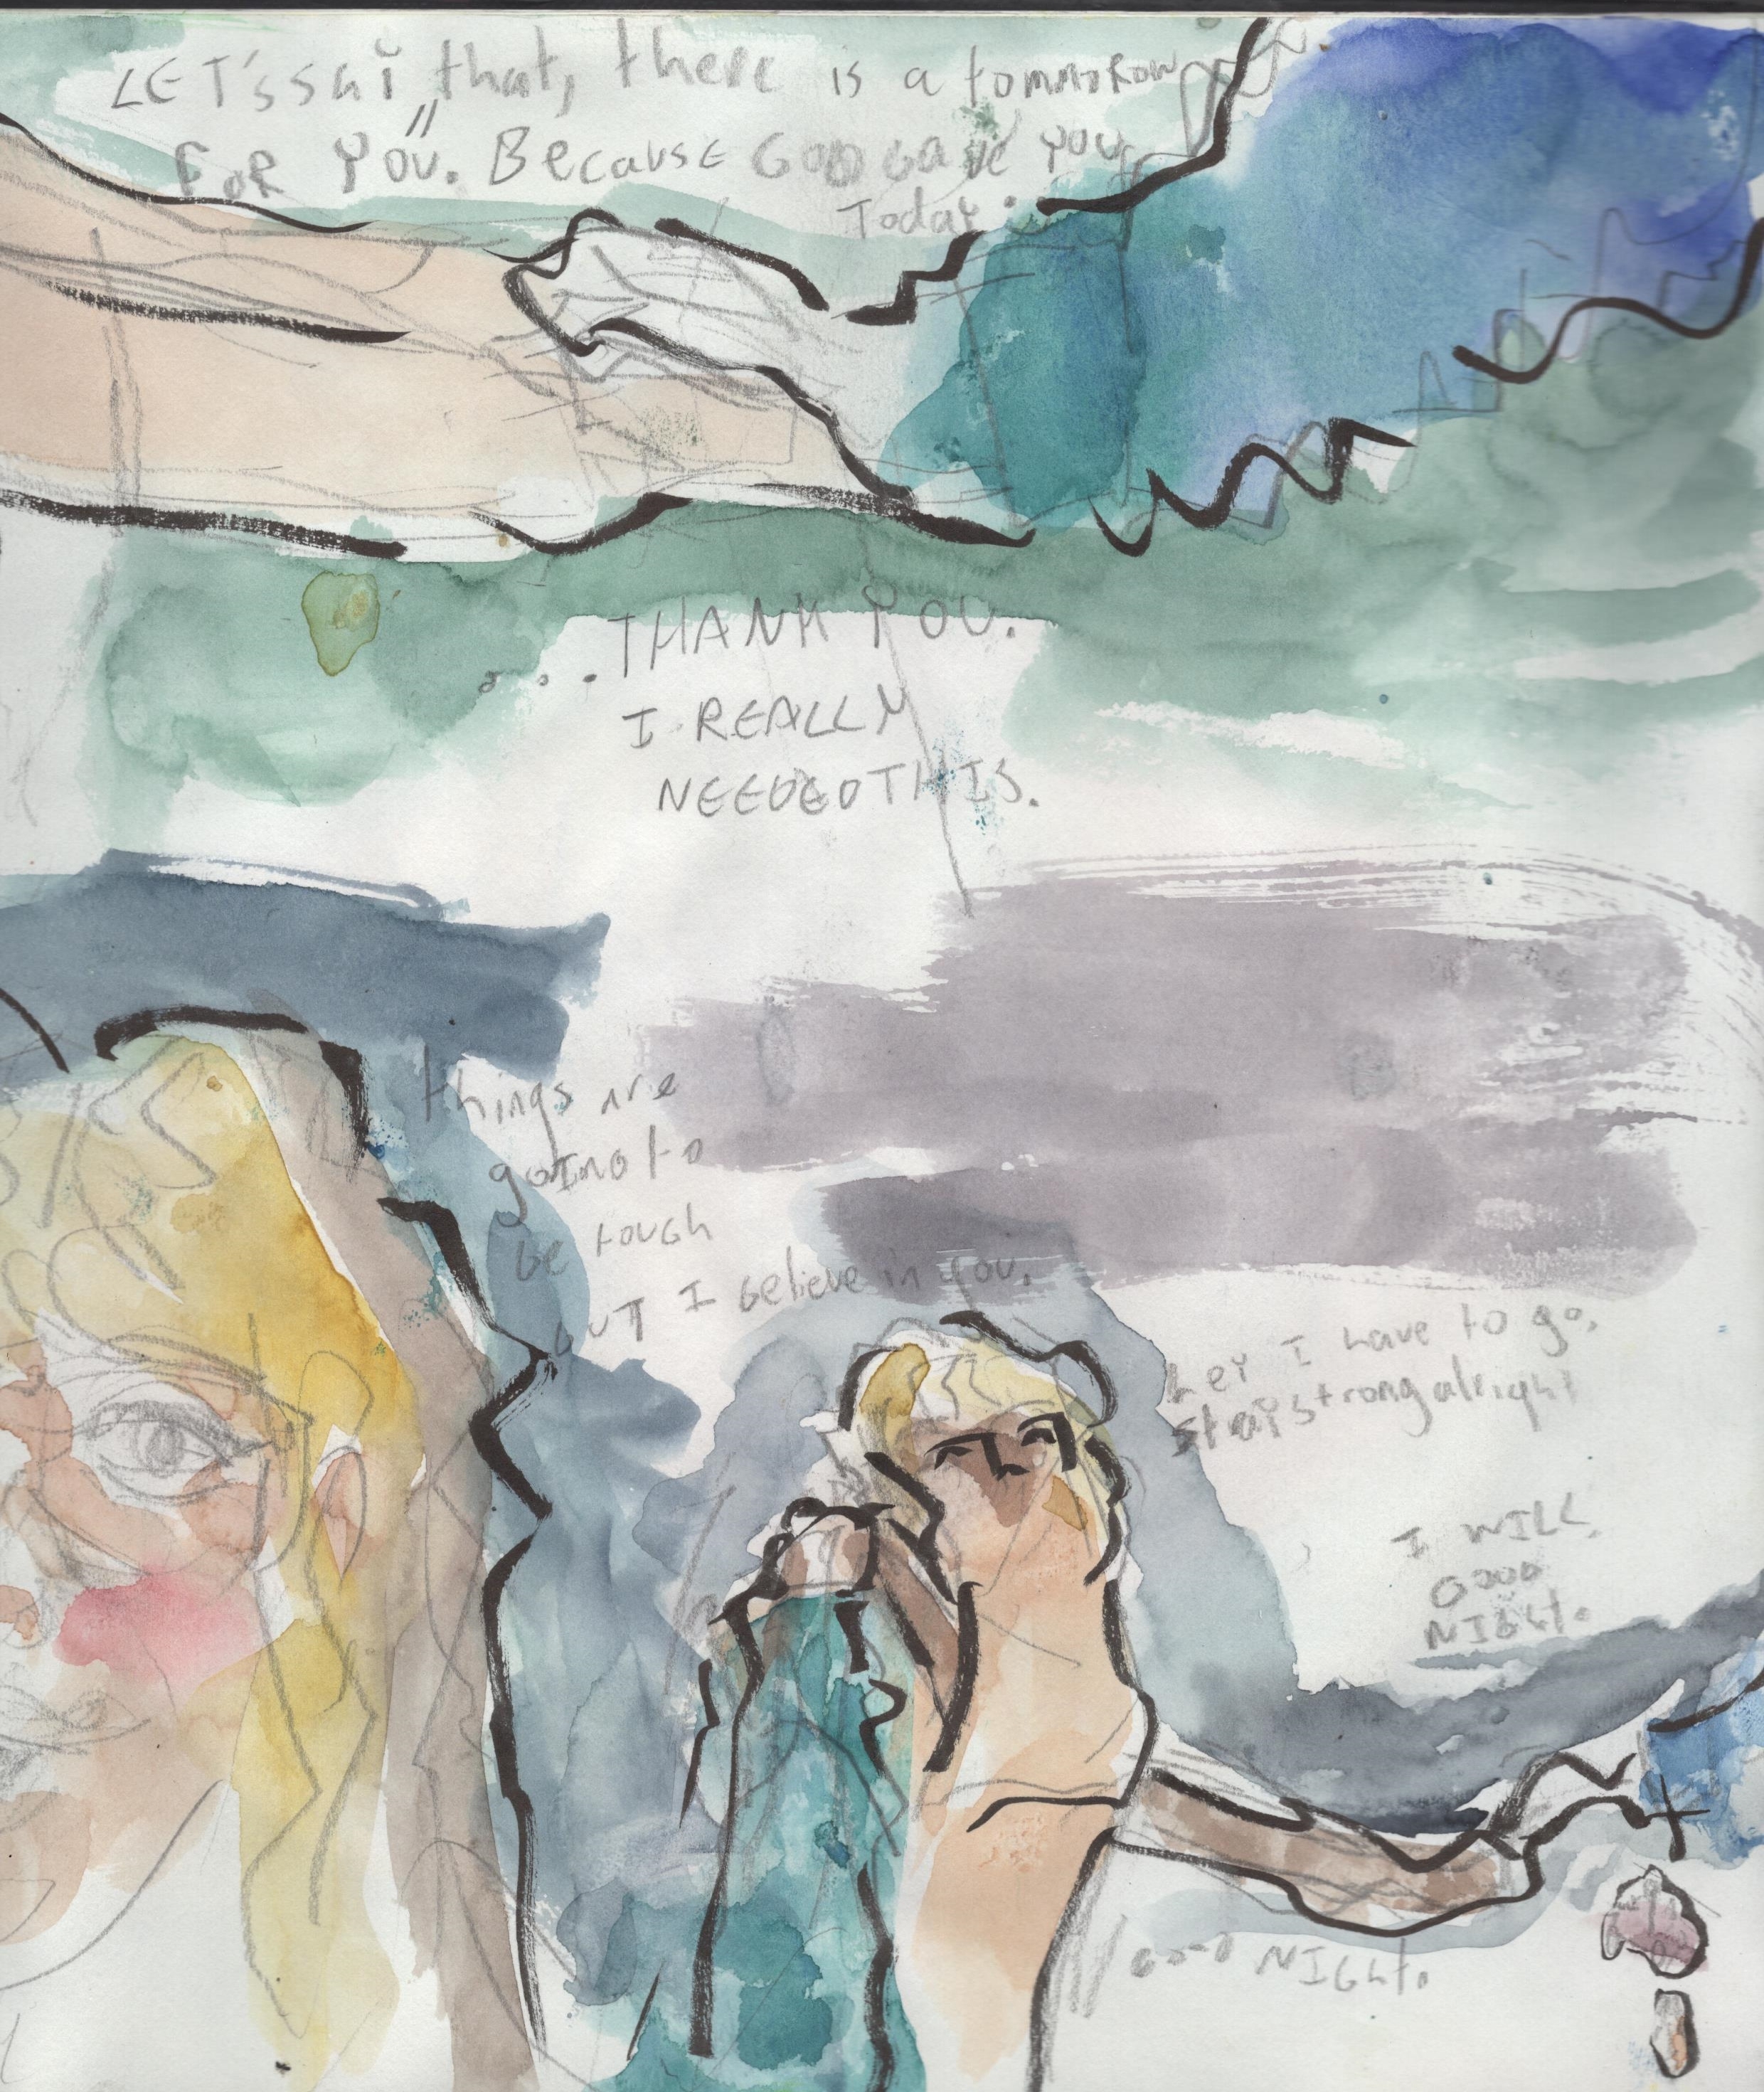 LET'S SAY that, there is a tommorow
FOR YOU. Because GOD GAVE YOU
Today.
...THANK YOU.
I REALLY
NEEDED THIS.
things are
going to
be tough
BUT I believe in you.
hey I have to go,
stay strong alright
I WILL
GOOD
NIGHT.
GOOD NIGHT.